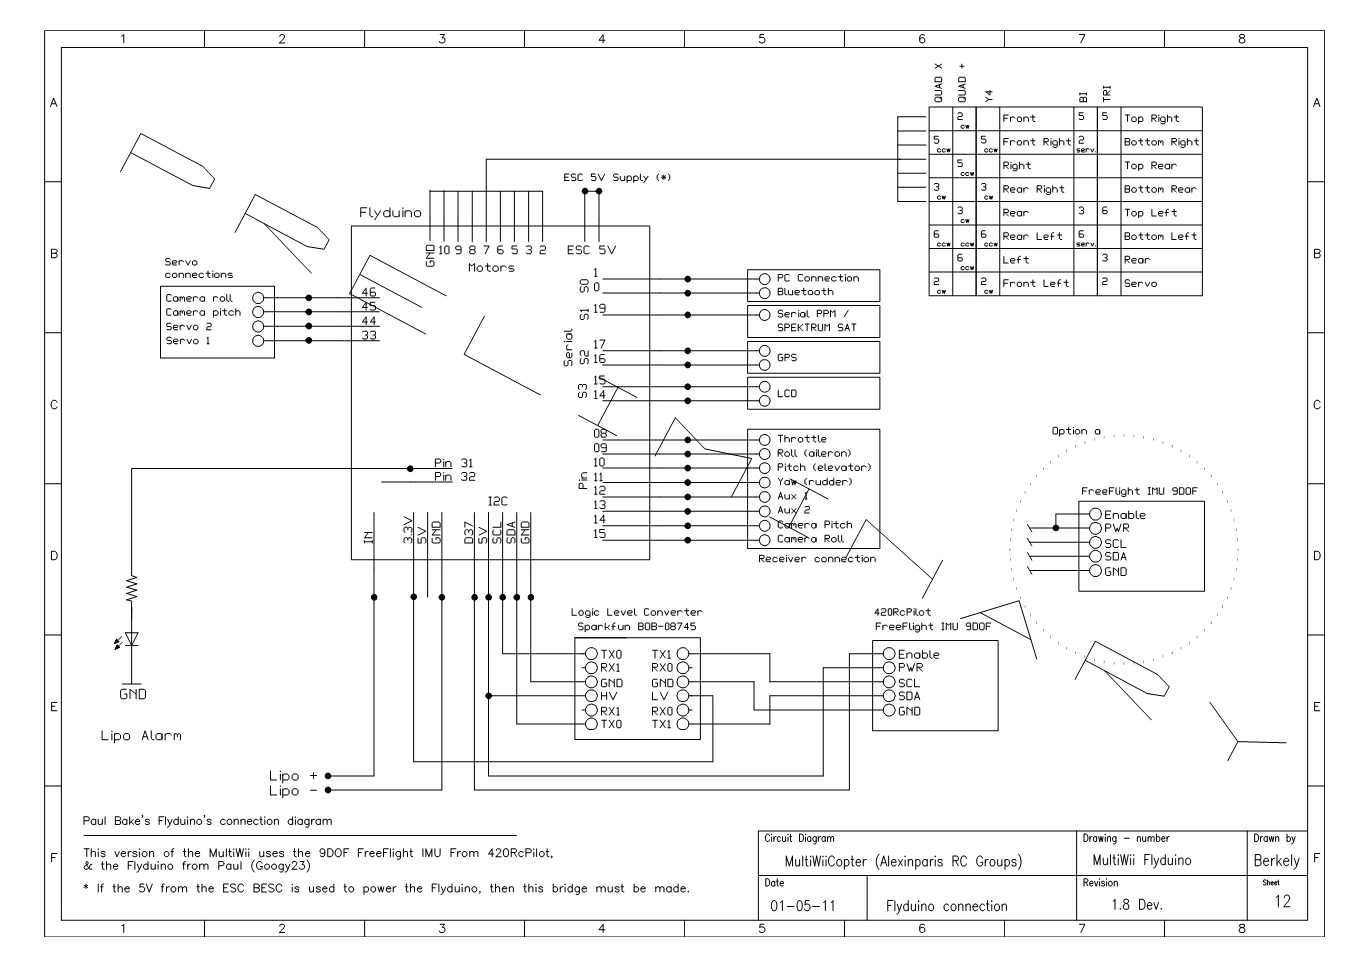 1 2 3 4 5 6 7 8
A A
B B
C C
D D
E E
F F
QUAD X QUAD + Y4 BI TRI
2 cw Front 5 5 Top Right
5 ccw 5 ccw Front Right 2 serv. Bottom Right
5 ccw Right Top Rear
3 cw 3 cw Rear Right Bottom Rear
3 cw Rear 3 6 Top Left
6 ccw ccw 6 ccw Rear Left 6 serv. Bottom Left
6 ccw Left 3 Rear
2 cw 2 cw Front Left 2 Servo
ESC 5V Supply (*)
Flyduino
GND 10 9 8 7 6 5 3 2
Motors
ESC 5V
Servo
connections
Camera roll
Camera pitch
Servo 2
Servo 1
46
45
44
33
Serial
S0 1 0
S1 19
S2 17 16
S3 15 14
PC Connection
Bluetooth
Serial PPM /
SPEKTRUM SAT
GPS
LCD
Pin
08
09
10
11
12
13
14
15
Throttle
Roll (aileron)
Pitch (elevator)
Yaw (rudder)
Aux 1
Aux 2
Camera Pitch
Camera Roll
Receiver connection
Pin 31
Pin 32
I2C
IN 3.3V 5V GND D37 5V SCL SDA GND
GND
Lipo Alarm
Lipo +
Lipo -
Logic Level Converter
Sparkfun BOB-08745
TX0 TX1
RX1 RX0
GND GND
HV LV
RX1 RX0
TX0 TX1
420RcPilot
FreeFlight IMU 9DOF
Enable
PWR
SCL
SDA
GND
Option a
FreeFlight IMU 9DOF
Enable
PWR
SCL
SDA
GND
Paul Bake's Flyduino's connection diagram
This version of the MultiWii uses the 9DOF FreeFlight IMU From 420RcPilot,
& the Flyduino from Paul (Googy23)
* If the 5V from the ESC BESC is used to power the Flyduino, then this bridge must be made.
Circuit Diagram
MultiWiiCopter (Alexinparis RC Groups)
Drawing - number
MultiWii Flyduino
Drawn by
Berkely
Date
01-05-11
Flyduino connection
Revision
1.8 Dev.
Sheet
12
1 2 3 4 5 6 7 8